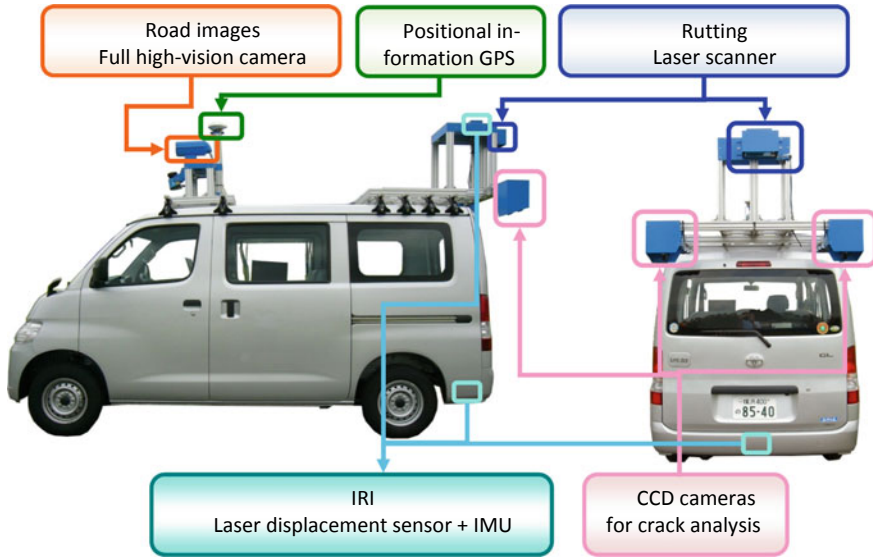 Road images
Full high-vision camera
Positional in-
formation GPS
Rutting
Laser scanner
85-40
IRI
Laser displacement sensor + IMU
CCD cameras
for crack analysis